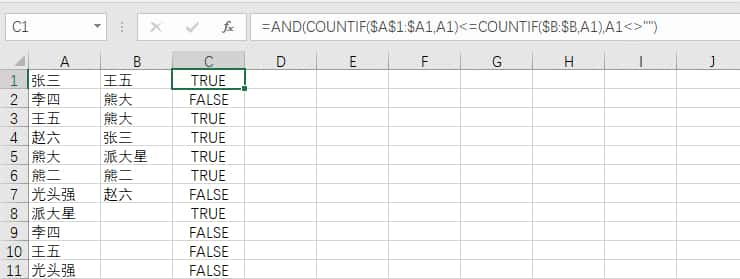 C1 =AND(COUNTIF($A$1:$A1,A1)<=COUNTIF($B:$B,A1),A1<>"")
A B C D E F G H I J
1 张三 王五 TRUE
2 李四 熊大 FALSE
3 王五 熊大 TRUE
4 赵六 张三 TRUE
5 熊大 派大星 TRUE
6 熊二 熊二 TRUE
7 光头强 赵六 FALSE
8 派大星 TRUE
9 李四 FALSE
10 王五 FALSE
11 光头强 FALSE